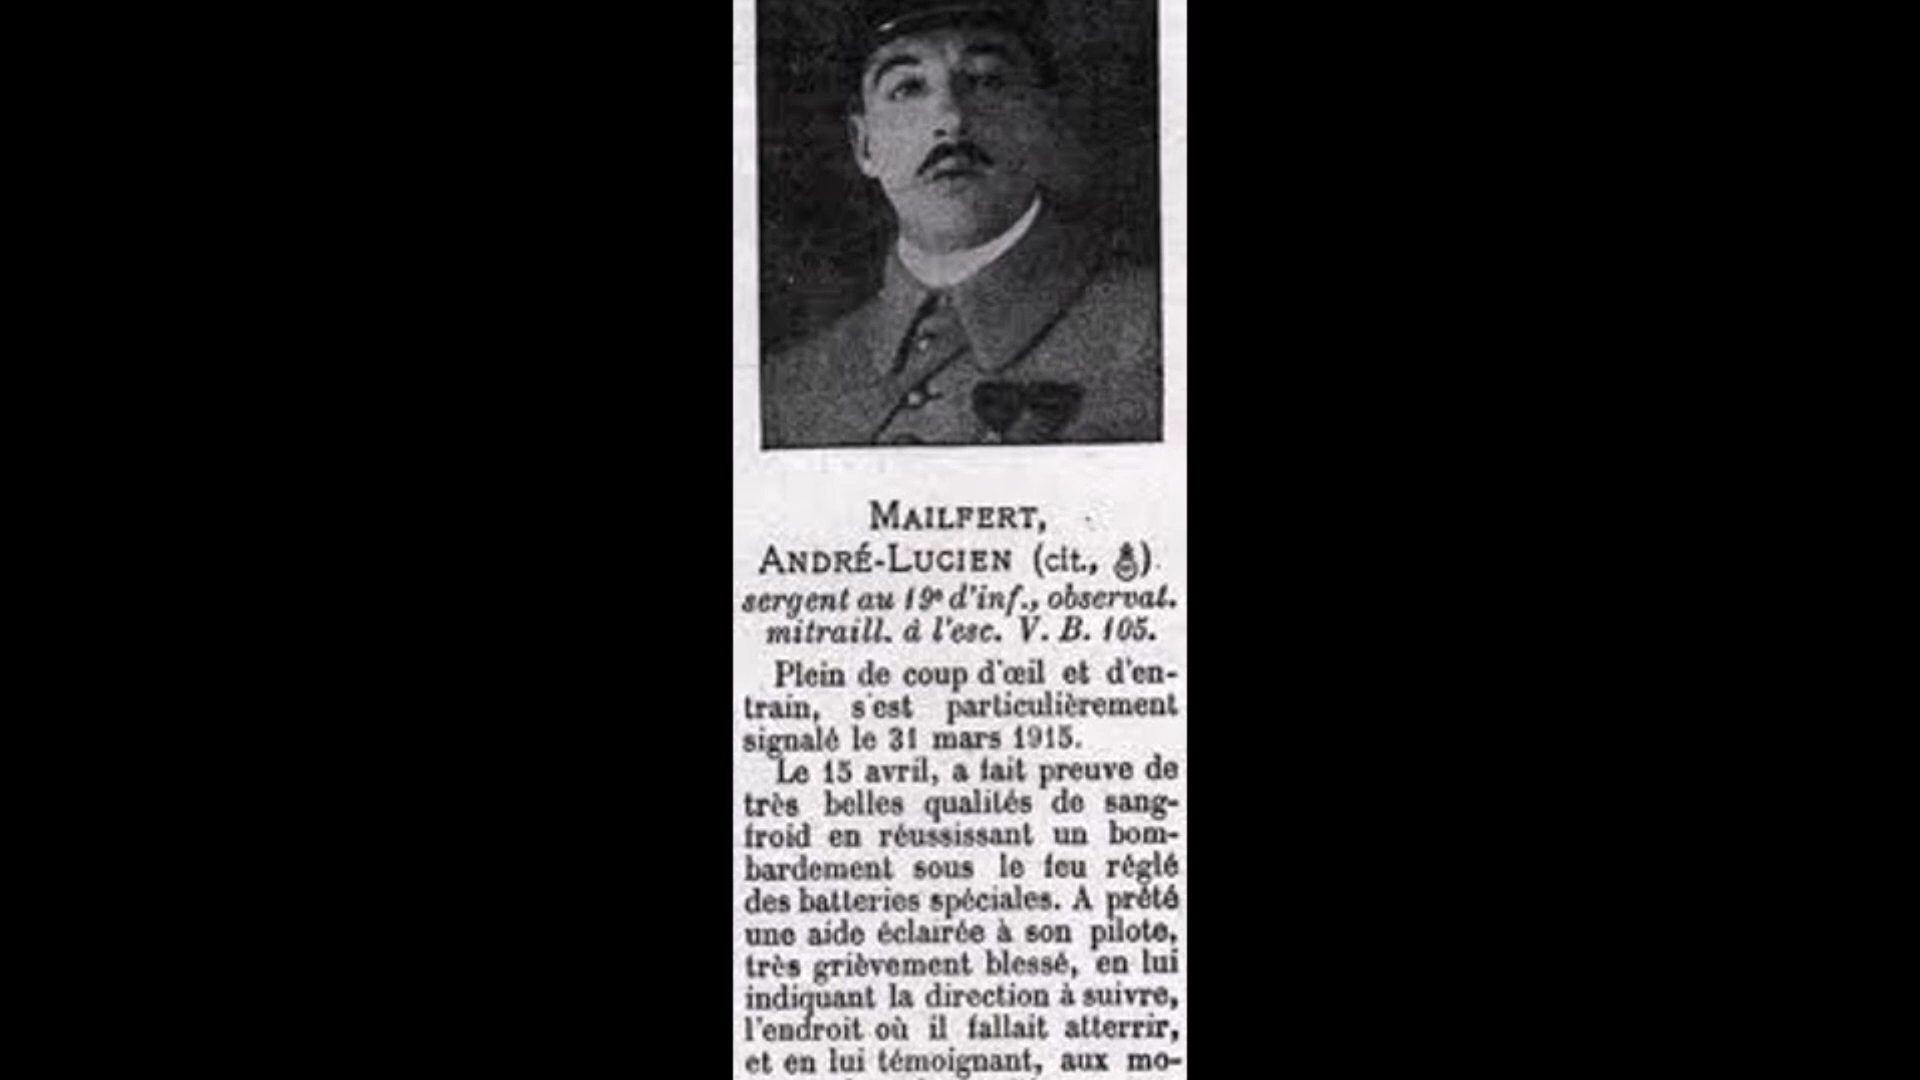 MAILFERT,
ANDRÉ-LUCIEN (cit., )
sergent au 19e d'inf., observat.
mitraill. à l'esc. V. B. 105.
Plein de coup d'œil et d'en-
train, s'est particulièrement
signalé le 31 mars 1915.
Le 15 avril, a fait preuve de
très belles qualités de sang-
froid en réussissant un bom-
bardement sous le feu réglé
des batteries spéciales. A prêté
une aide éclairée à son pilote,
très grièvement blessé, en lui
indiquant la direction à suivre,
l'endroit où il fallait atterrir,
et en lui témoignant, aux mo-